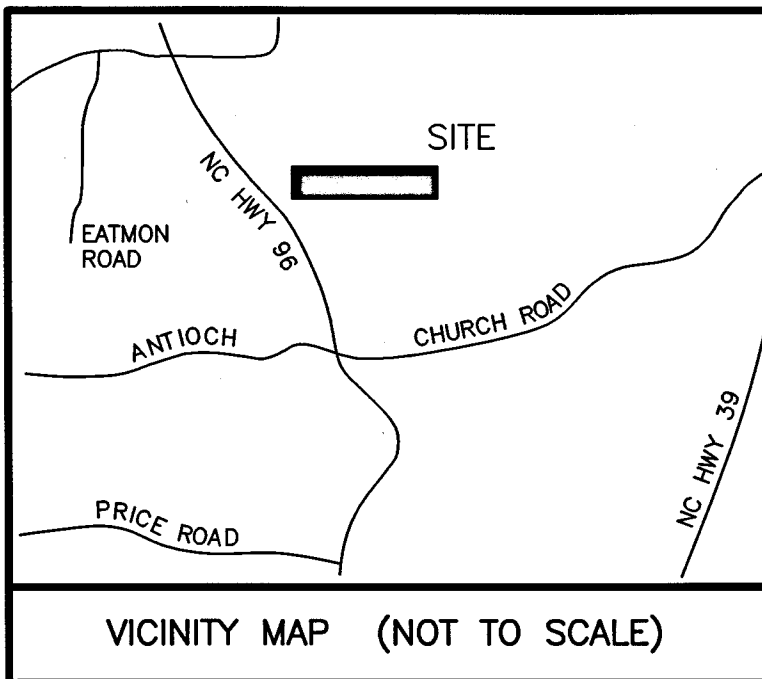 SITE
NC HWY 96
EATMON
ROAD
ANTIOCH CHURCH ROAD
NC HWY 39
PRICE ROAD
VICINITY MAP (NOT TO SCALE)